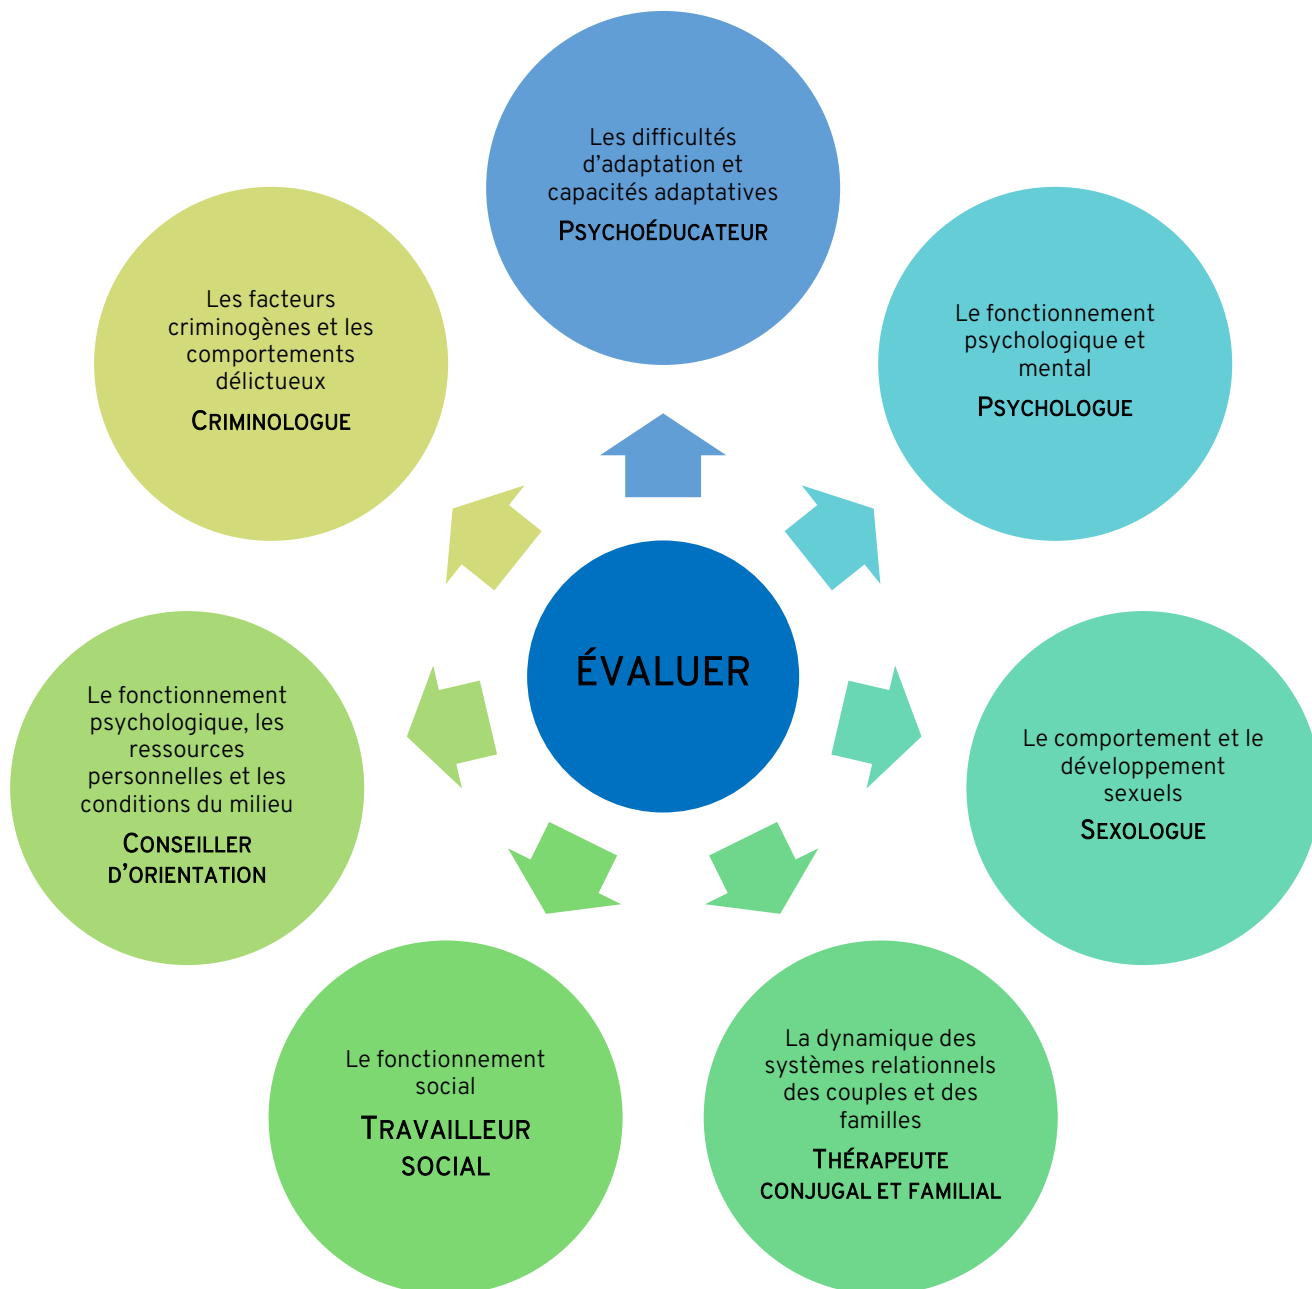 Les difficultés
d'adaptation et
capacités adaptatives
PSYCHOÉDUCATEUR
Le fonctionnement
psychologique et
mental
PSYCHOLOGUE
Le comportement et le
développement
sexuels
SEXOLOGUE
La dynamique des
systèmes relationnels
des couples et des
familles
THÉRAPEUTE
CONJUGAL ET FAMILIAL
Le fonctionnement
social
TRAVAILLEUR
SOCIAL
Le fonctionnement
psychologique, les
ressources
personnelles et les
conditions du milieu
CONSEILLER
D'ORIENTATION
Les facteurs
criminogènes et les
comportements
délictueux
CRIMINOLOGUE
ÉVALUER